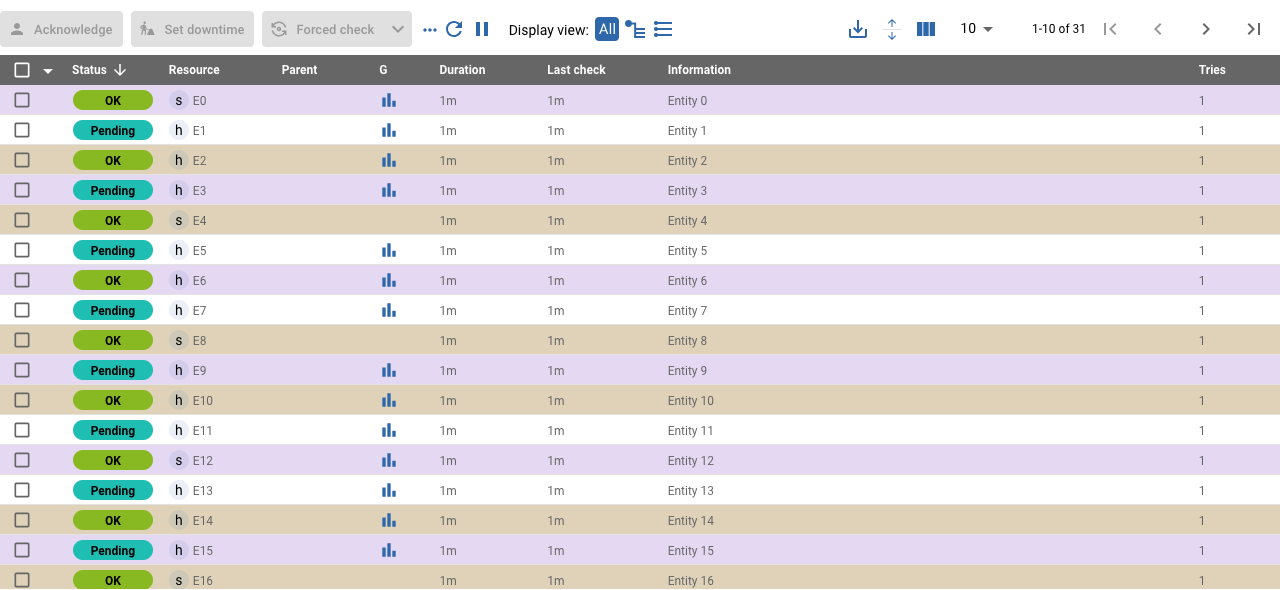 Acknowledge Set downtime Forced check Display view: All 10 1-10 of 31
Status Resource Parent G Duration Last check Information Tries
OK s E0 1m 1m Entity 0 1
Pending h E1 1m 1m Entity 1 1
OK h E2 1m 1m Entity 2 1
Pending h E3 1m 1m Entity 3 1
OK s E4 1m 1m Entity 4 1
Pending h E5 1m 1m Entity 5 1
OK h E6 1m 1m Entity 6 1
Pending h E7 1m 1m Entity 7 1
OK s E8 1m 1m Entity 8 1
Pending h E9 1m 1m Entity 9 1
OK h E10 1m 1m Entity 10 1
Pending h E11 1m 1m Entity 11 1
OK s E12 1m 1m Entity 12 1
Pending h E13 1m 1m Entity 13 1
OK h E14 1m 1m Entity 14 1
Pending h E15 1m 1m Entity 15 1
OK s E16 1m 1m Entity 16 1